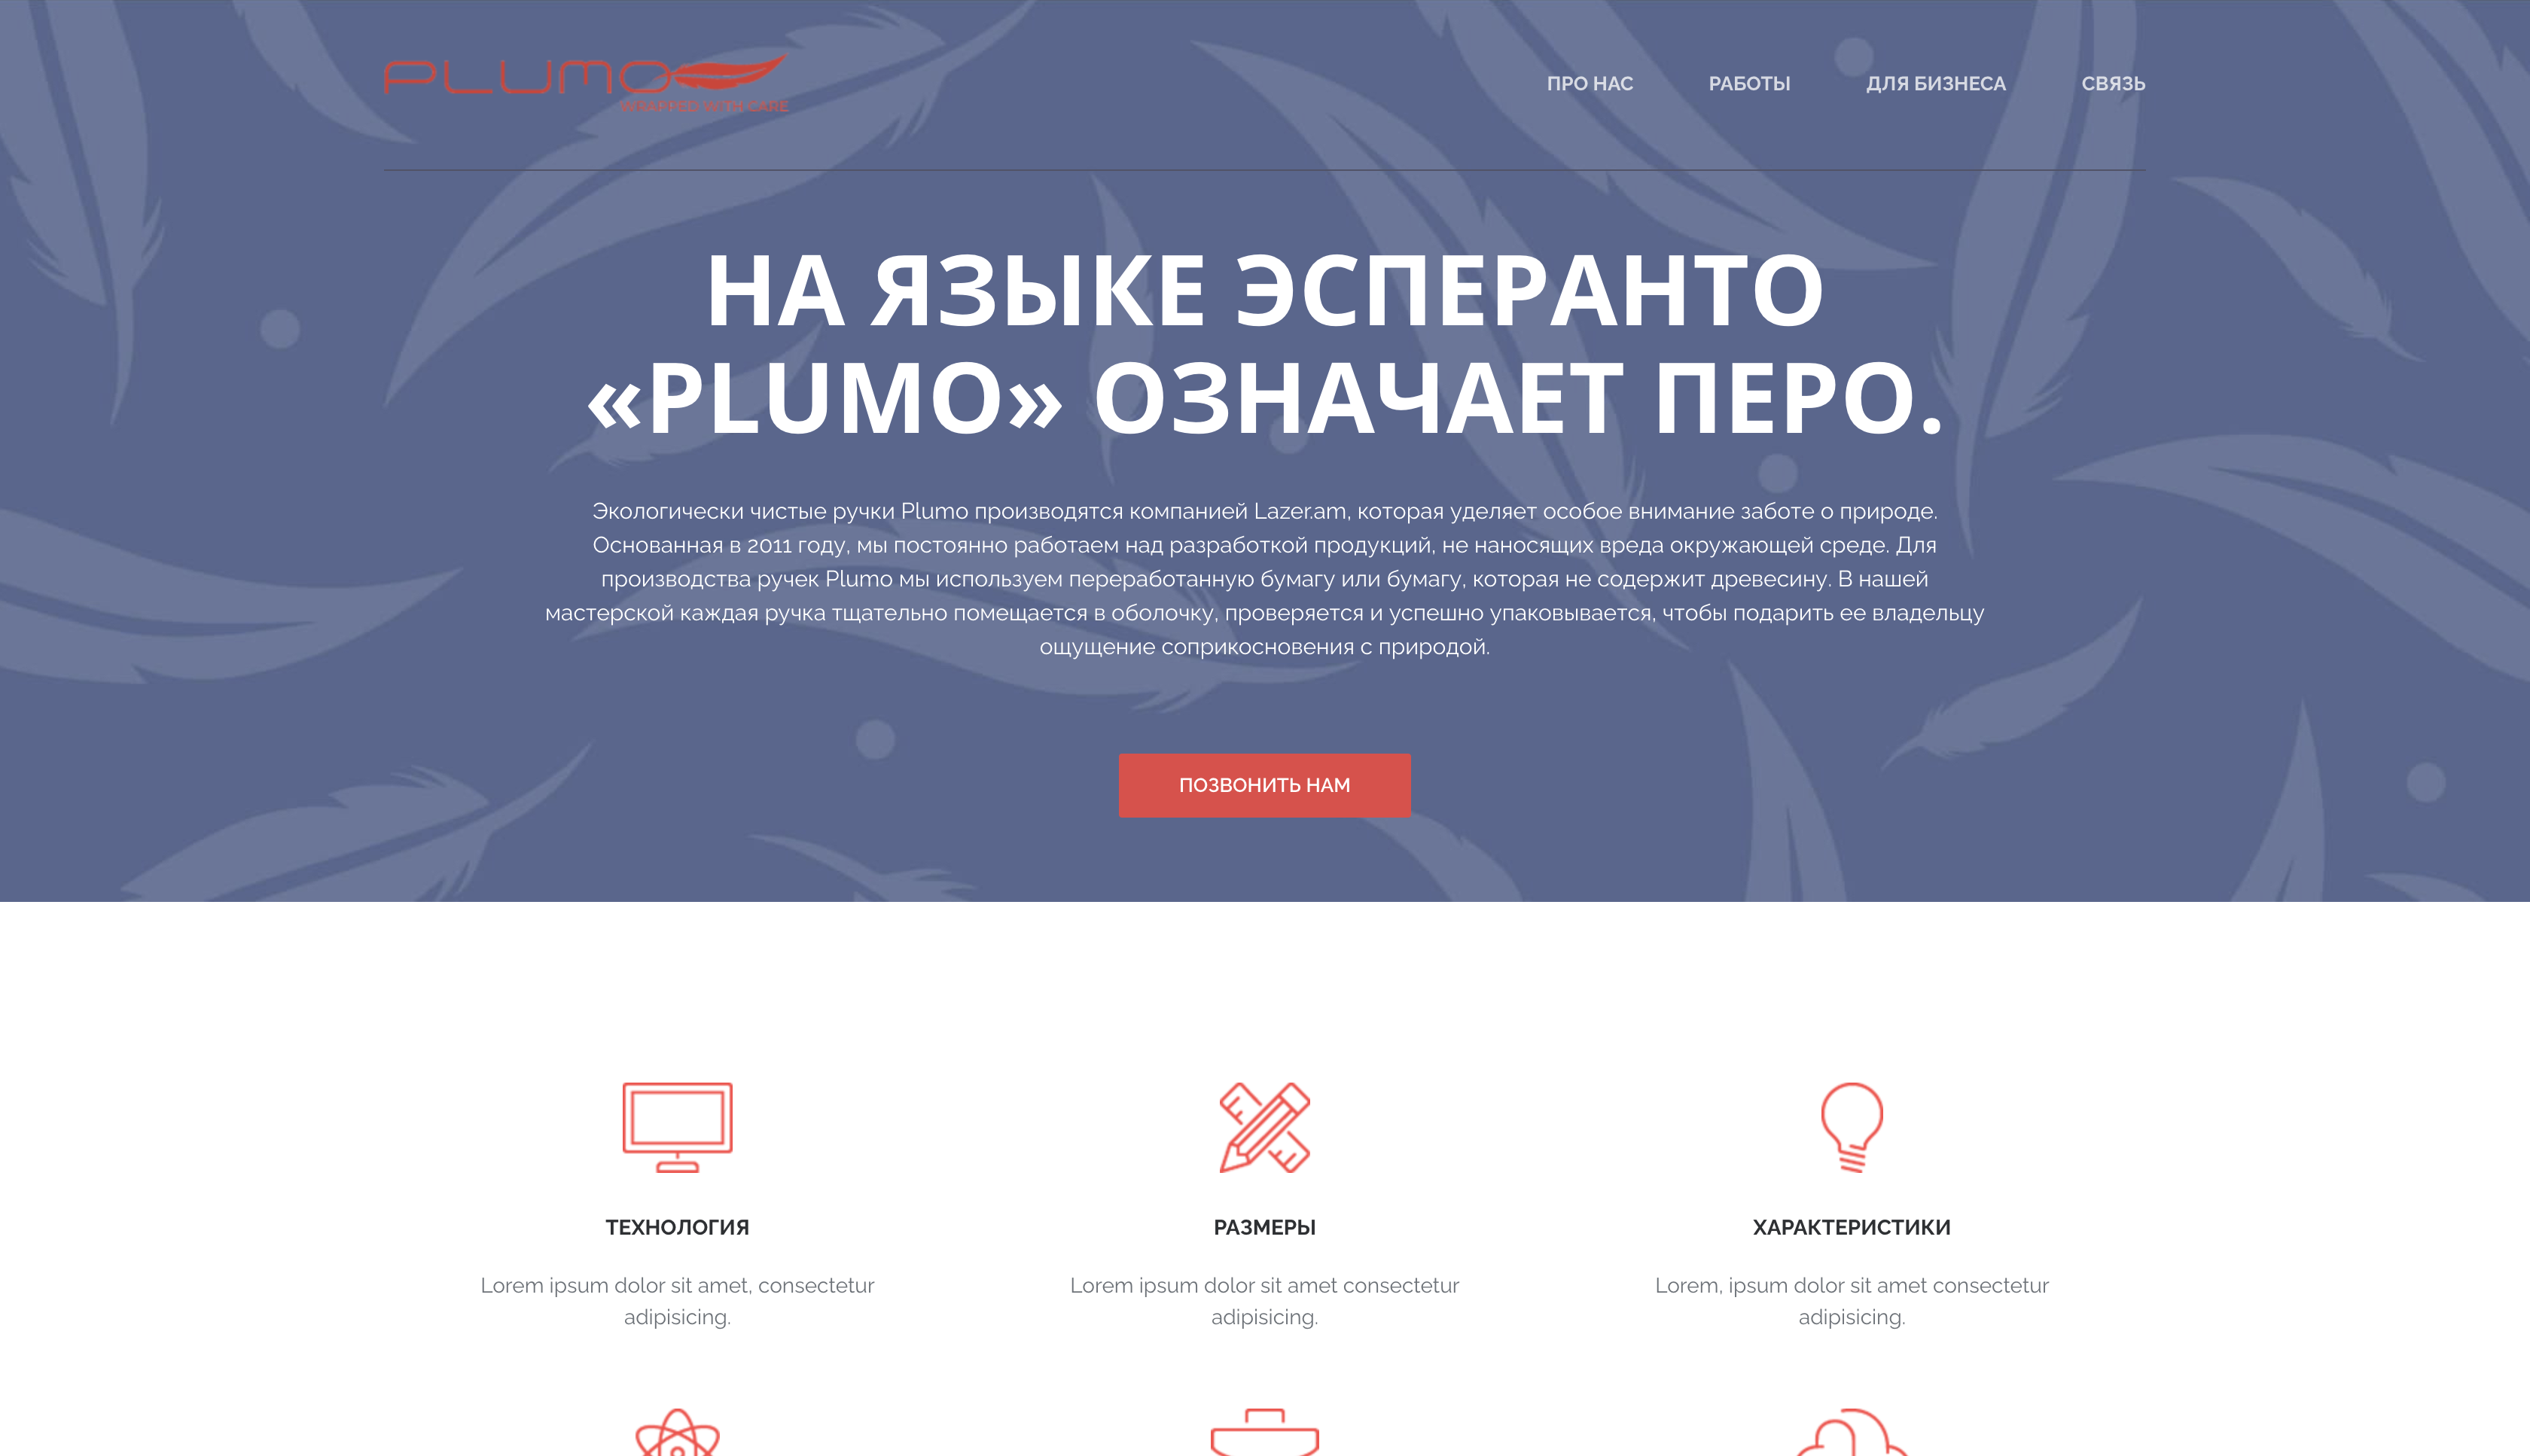 PLUMO
WRAPPED WITH CARE
ПРО НАС
РАБОТЫ
ДЛЯ БИЗНЕСА
СВЯЗЬ
НА ЯЗЫКЕ ЭСПЕРАНТО
«PLUMO» ОЗНАЧАЕТ ПЕРО.
Экологически чистые ручки Plumo производятся компанией Lazer.am, которая уделяет особое внимание заботе о природе.
Основанная в 2011 году, мы постоянно работаем над разработкой продукций, не наносящих вреда окружающей среде. Для
производства ручек Plumo мы используем переработанную бумагу или бумагу, которая не содержит древесину. В нашей
мастерской каждая ручка тщательно помещается в оболочку, проверяется и успешно упаковывается, чтобы подарить ее владельцу
ощущение соприкосновения с природой.
ПОЗВОНИТЬ НАМ
ТЕХНОЛОГИЯ
Lorem ipsum dolor sit amet, consectetur
adipisicing.
РАЗМЕРЫ
Lorem ipsum dolor sit amet consectetur
adipisicing.
ХАРАКТЕРИСТИКИ
Lorem, ipsum dolor sit amet consectetur
adipisicing.